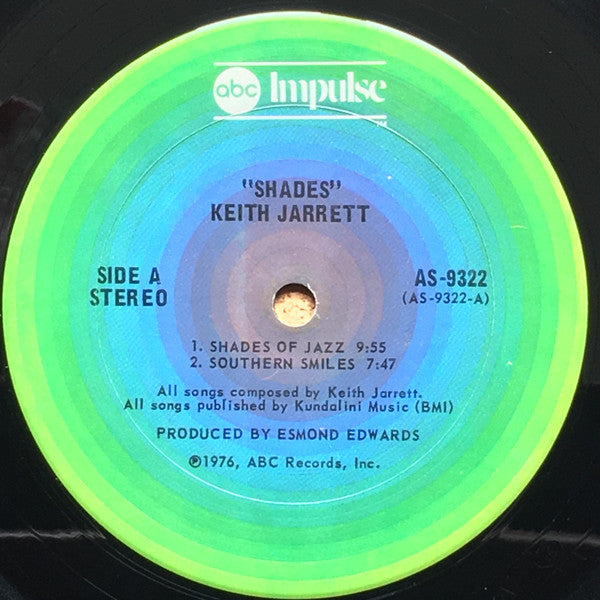 abc Impulse
TM
"SHADES"
KEITH JARRETT
SIDE A
STEREO
AS-9322
(AS-9322-A)
1. SHADES OF JAZZ 9:55
2. SOUTHERN SMILES 7:47
All songs composed by Keith Jarrett.
All songs published by Kundalini Music (BMI)
PRODUCED BY ESMOND EDWARDS
℗1976, ABC Records, Inc.